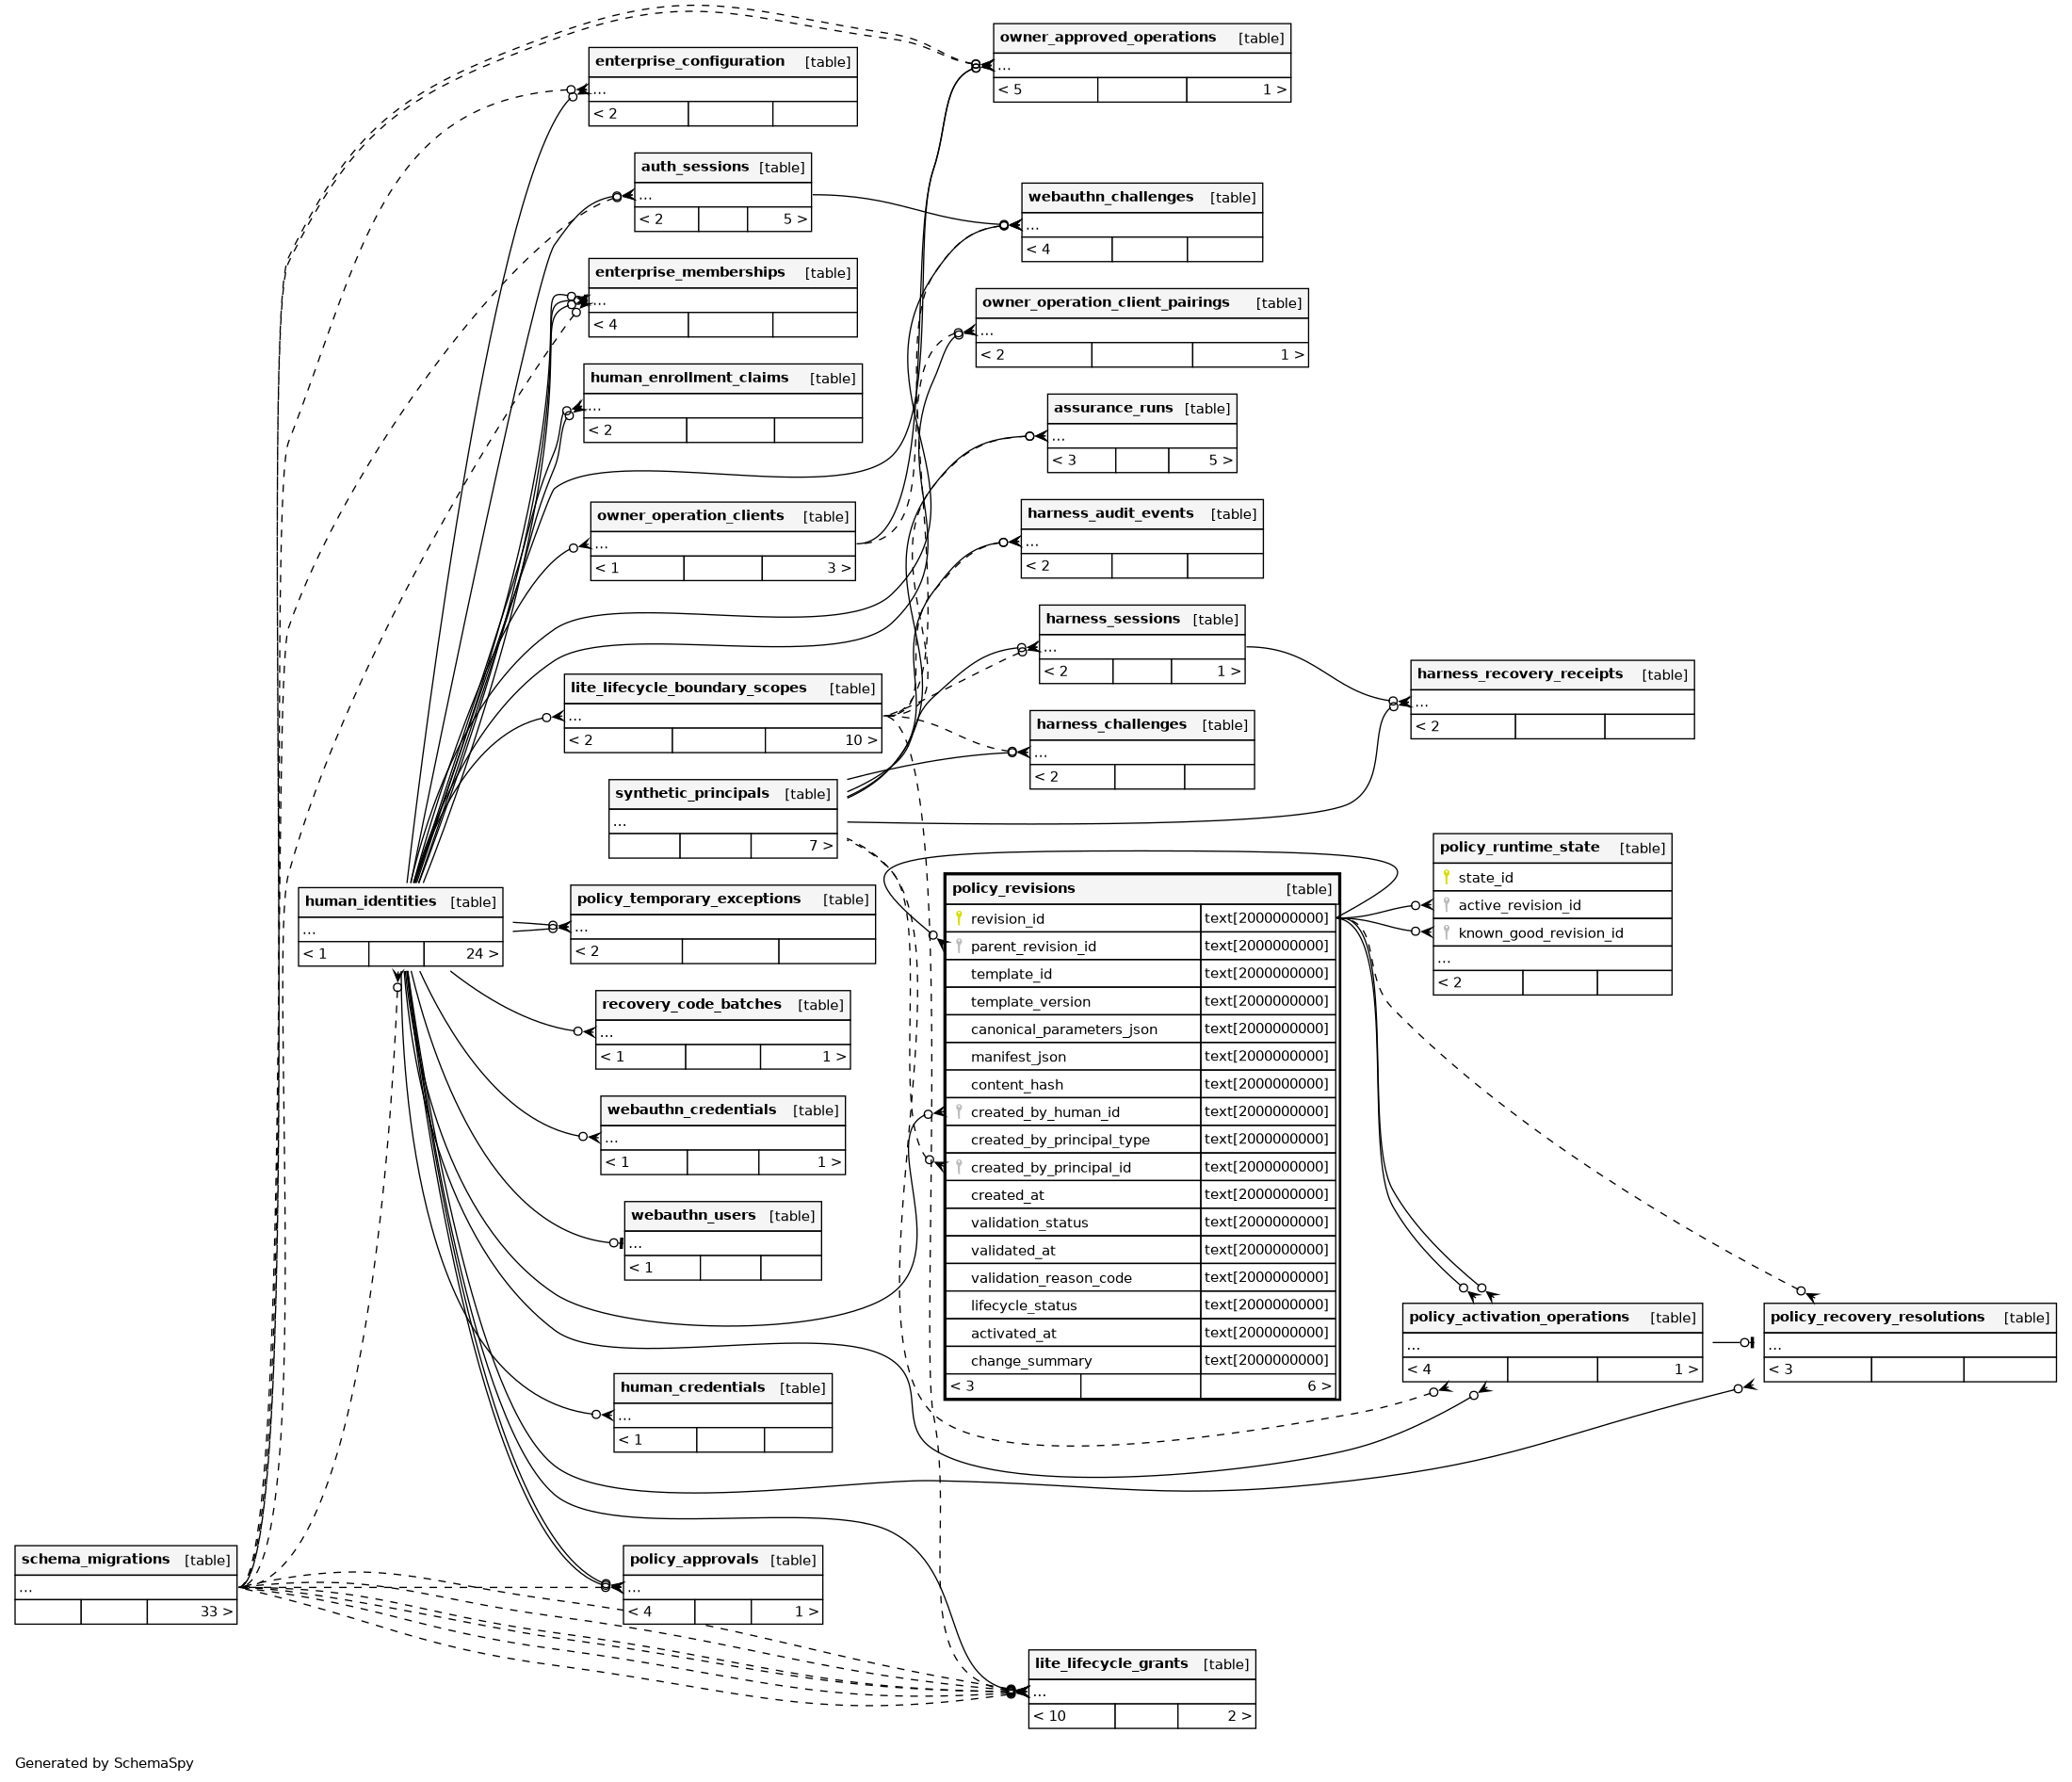 owner_approved_operations [table]
...
< 5 1 >
enterprise_configuration [table]
...
< 2
auth_sessions [table]
...
< 2 5 >
webauthn_challenges [table]
...
< 4
enterprise_memberships [table]
...
< 4
owner_operation_client_pairings [table]
...
< 2 1 >
human_enrollment_claims [table]
...
< 2
assurance_runs [table]
...
< 3 5 >
owner_operation_clients [table]
...
< 1 3 >
harness_audit_events [table]
...
< 2
harness_sessions [table]
...
< 2 1 >
harness_recovery_receipts [table]
...
< 2
lite_lifecycle_boundary_scopes [table]
...
< 2 10 >
harness_challenges [table]
...
< 2
synthetic_principals [table]
...
7 >
policy_runtime_state [table]
state_id
active_revision_id
known_good_revision_id
...
< 2
human_identities [table]
...
< 1 24 >
policy_temporary_exceptions [table]
...
< 2
policy_revisions [table]
revision_id text[2000000000]
parent_revision_id text[2000000000]
template_id text[2000000000]
template_version text[2000000000]
canonical_parameters_json text[2000000000]
manifest_json text[2000000000]
content_hash text[2000000000]
created_by_human_id text[2000000000]
created_by_principal_type text[2000000000]
created_by_principal_id text[2000000000]
created_at text[2000000000]
validation_status text[2000000000]
validated_at text[2000000000]
validation_reason_code text[2000000000]
lifecycle_status text[2000000000]
activated_at text[2000000000]
change_summary text[2000000000]
< 3 6 >
recovery_code_batches [table]
...
< 1 1 >
webauthn_credentials [table]
...
< 1 1 >
webauthn_users [table]
...
< 1
policy_activation_operations [table]
...
< 4 1 >
policy_recovery_resolutions [table]
...
< 3
human_credentials [table]
...
< 1
schema_migrations [table]
...
33 >
policy_approvals [table]
...
< 4 1 >
lite_lifecycle_grants [table]
...
< 10 2 >
Generated by SchemaSpy